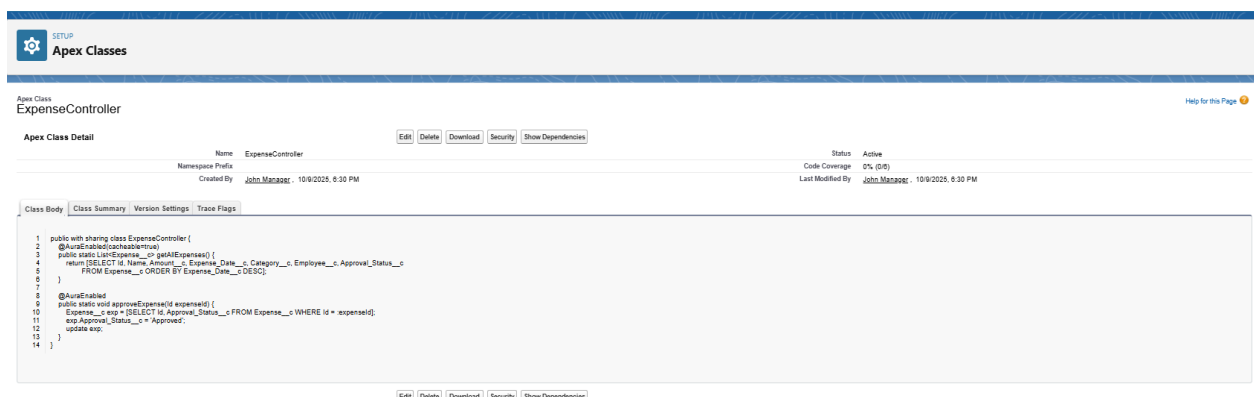 SETUP
Apex Classes
Apex Class
ExpenseController
Help for this Page
Apex Class Detail
Edit Delete Download Security Show Dependencies
Name ExpenseController Status Active
Namespace Prefix Code Coverage 0% (0/6)
Created By John Manager , 10/9/2025, 6:30 PM Last Modified By John Manager , 10/9/2025, 6:30 PM
Class Body Class Summary Version Settings Trace Flags
1 public with sharing class ExpenseController {
2 @AuraEnabled(cacheable=true)
3 public static List<Expense__c> getAllExpenses() {
4 return [SELECT Id, Name, Amount__c, Expense_Date__c, Category__c, Employee__c, Approval_Status__c
5 FROM Expense__c ORDER BY Expense_Date__c DESC];
6 }
7
8 @AuraEnabled
9 public static void approveExpense(Id expenseId) {
10 Expense__c exp = [SELECT Id, Approval_Status__c FROM Expense__c WHERE Id = :expenseId];
11 exp.Approval_Status__c = 'Approved';
12 update exp;
13 }
14 }
Edit Delete Download Security Show Dependencies